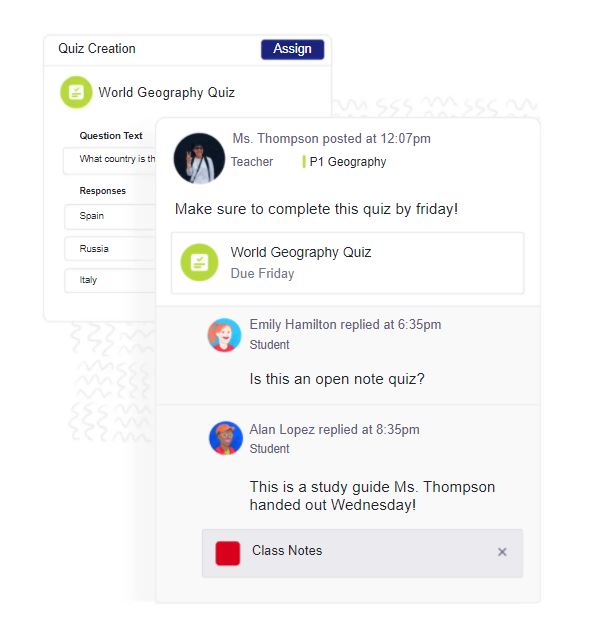 Quiz Creation
Assign
World Geography Quiz
Question Text
What country is th
Responses
Spain
Russia
Italy
Ms. Thompson posted at 12:07pm
Teacher
P1 Geography
Make sure to complete this quiz by friday!
World Geography Quiz
Due Friday
Emily Hamilton replied at 6:35pm
Student
Is this an open note quiz?
Alan Lopez replied at 8:35pm
Student
This is a study guide Ms. Thompson
handed out Wednesday!
Class Notes